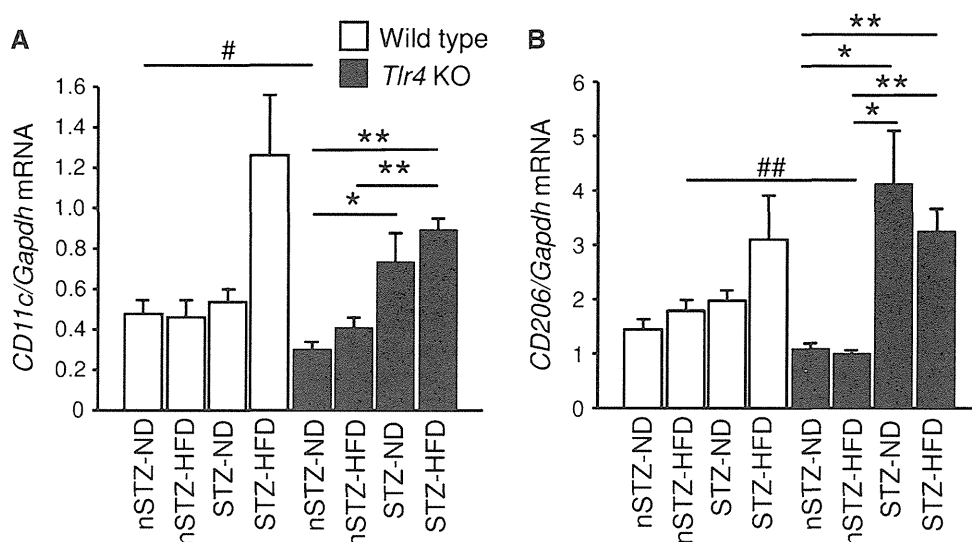 A
Wild type
Tlr4 KO
#
**
**
*
CD11c/Gapdh mRNA
1.6
1.4
1.2
1.0
0.8
0.6
0.4
0.2
0
nSTZ-ND
nSTZ-HFD
STZ-ND
STZ-HFD
nSTZ-ND
nSTZ-HFD
STZ-ND
STZ-HFD
B
**
*
**
*
##
CD206/Gapdh mRNA
6
5
4
3
2
1
0
nSTZ-ND
nSTZ-HFD
STZ-ND
STZ-HFD
nSTZ-ND
nSTZ-HFD
STZ-ND
STZ-HFD